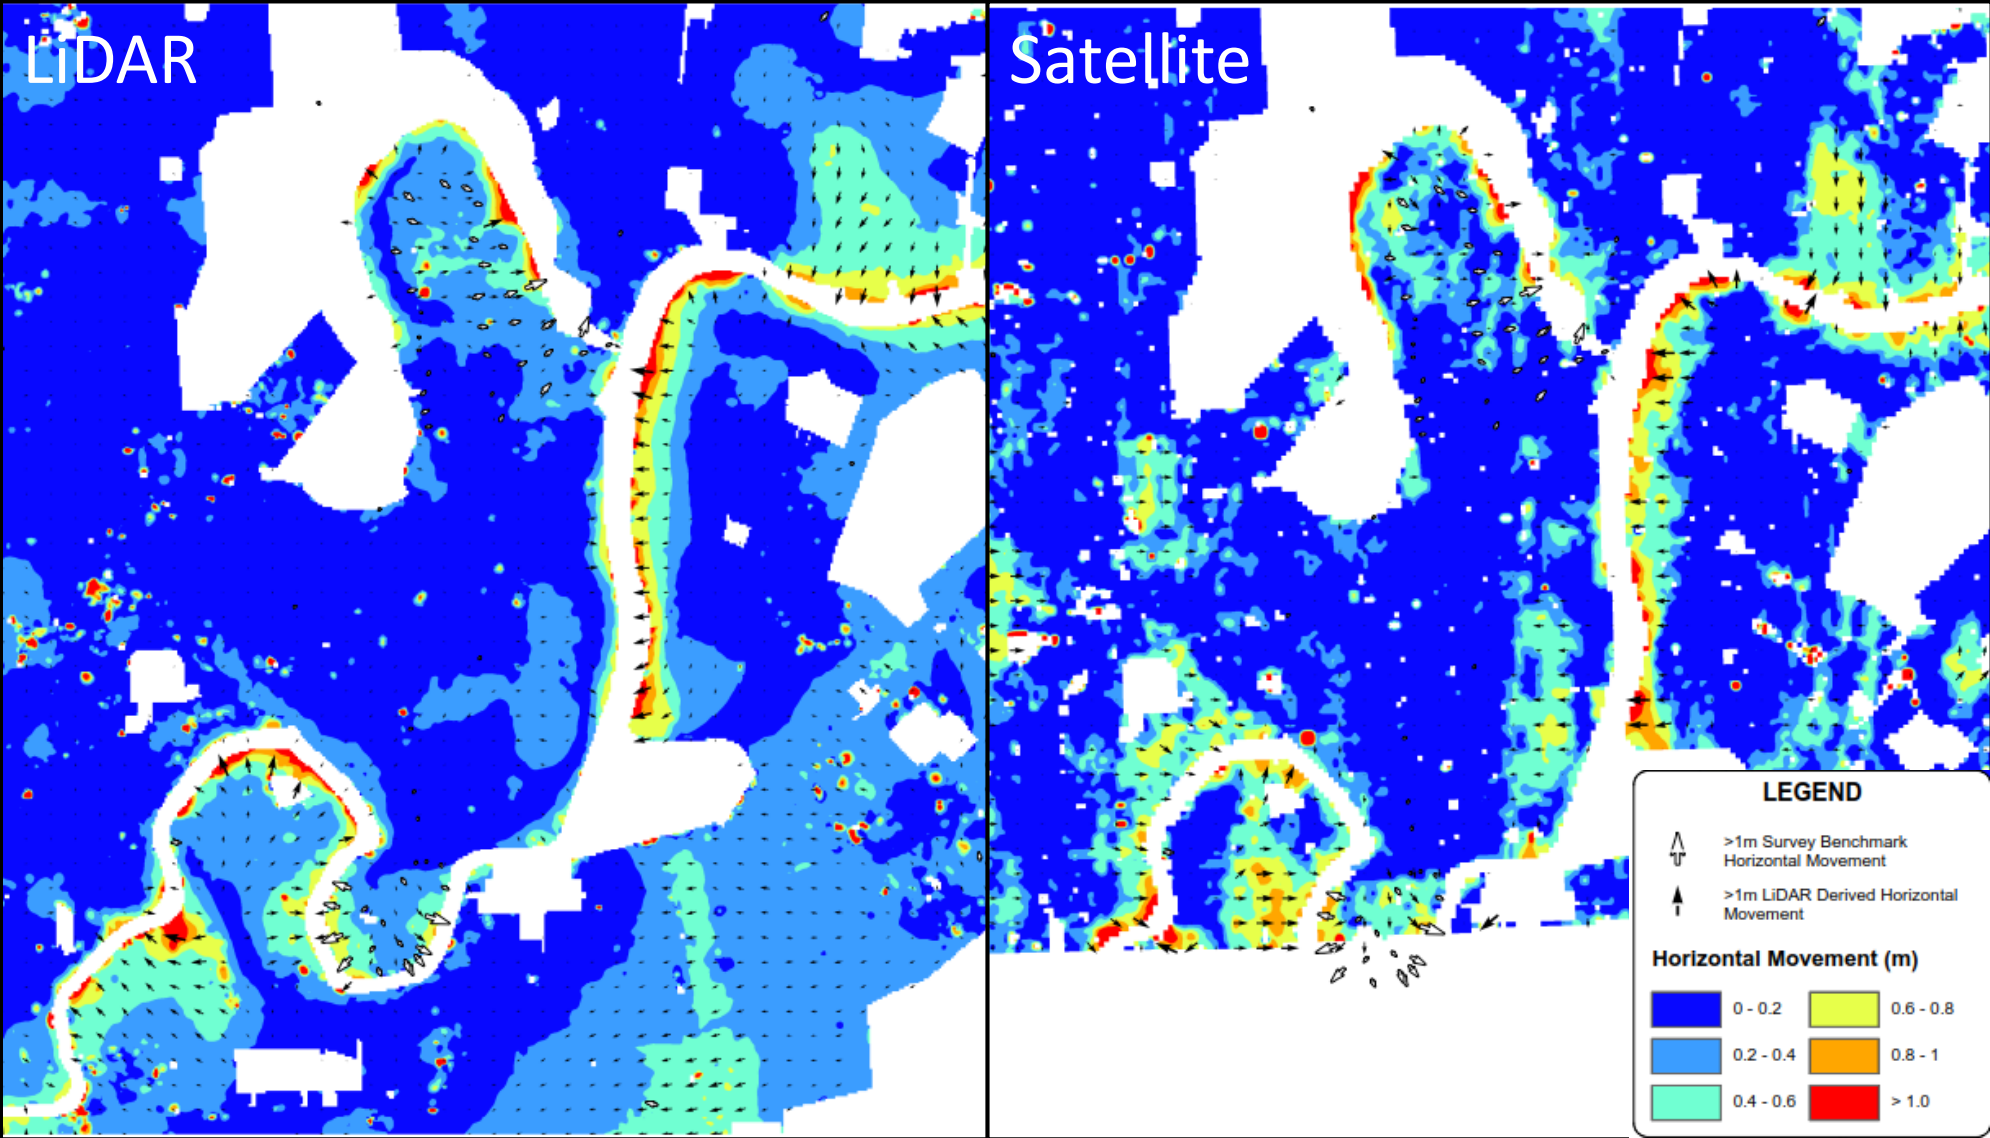 LiDAR
Satellite
LEGEND
>1m Survey Benchmark
Horizontal Movement
>1m LiDAR Derived Horizontal
Movement
Horizontal Movement (m)
0 - 0.2
0.6 - 0.8
0.2 - 0.4
0.8 - 1
0.4 - 0.6
> 1.0